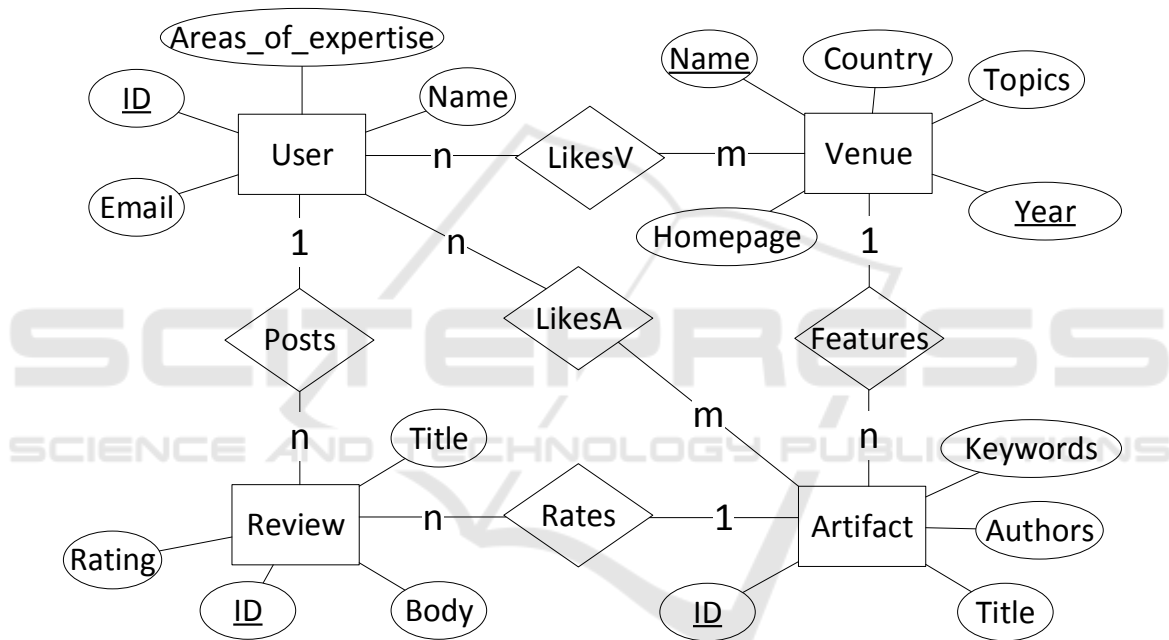 Areas_of_expertise
ID
Name
User
Email
n
LikesV
m
Name
Country
Topics
Venue
Homepage
Year
1
n
1
Posts
LikesA
Features
SCITEPRESS
SCIENCE AND TECHNOLOGY PUBLICATIONS
n
m
n
Title
Keywords
Review
n
Rates
1
Artifact
Authors
Rating
ID
Body
ID
Title